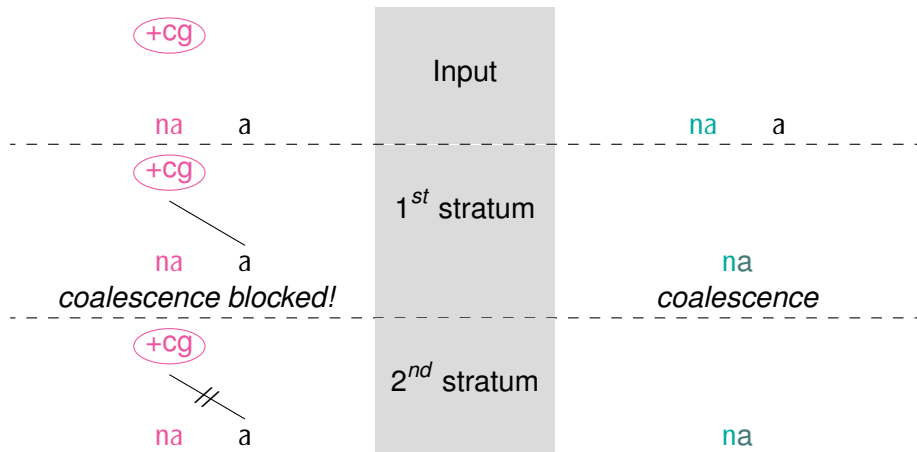 +cg
Input
na a
na a
+cg
1st stratum
na a
na
coalescence blocked!
coalescence
+cg
2nd stratum
na a
na